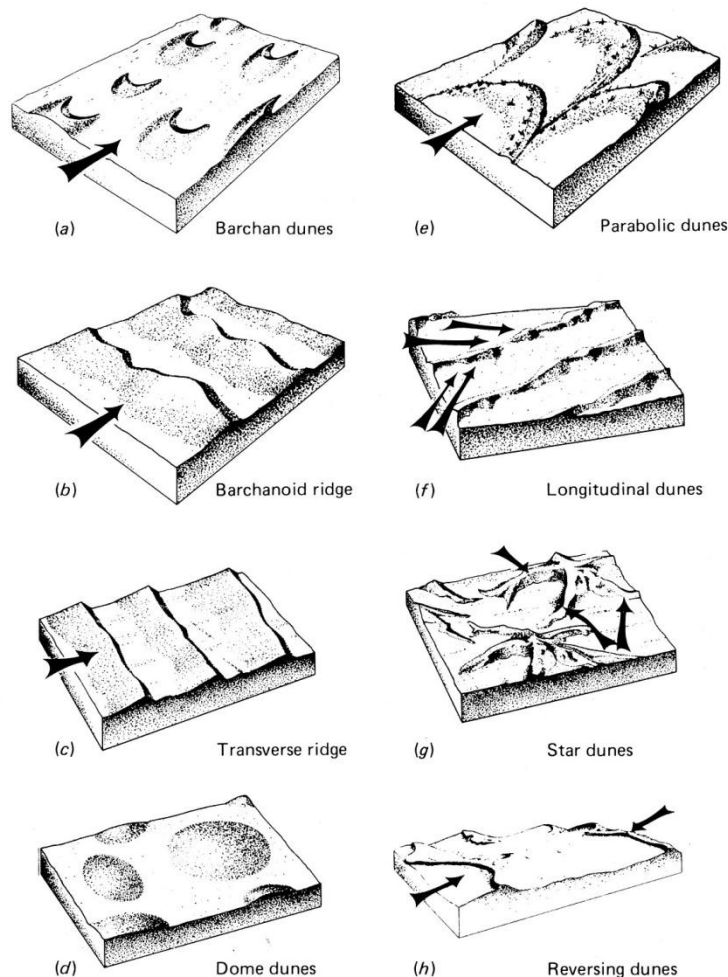 (a) Barchan dunes
(e) Parabolic dunes
(b) Barchanoid ridge
(f) Longitudinal dunes
(c) Transverse ridge
(g) Star dunes
(d) Dome dunes
(h) Reversing dunes